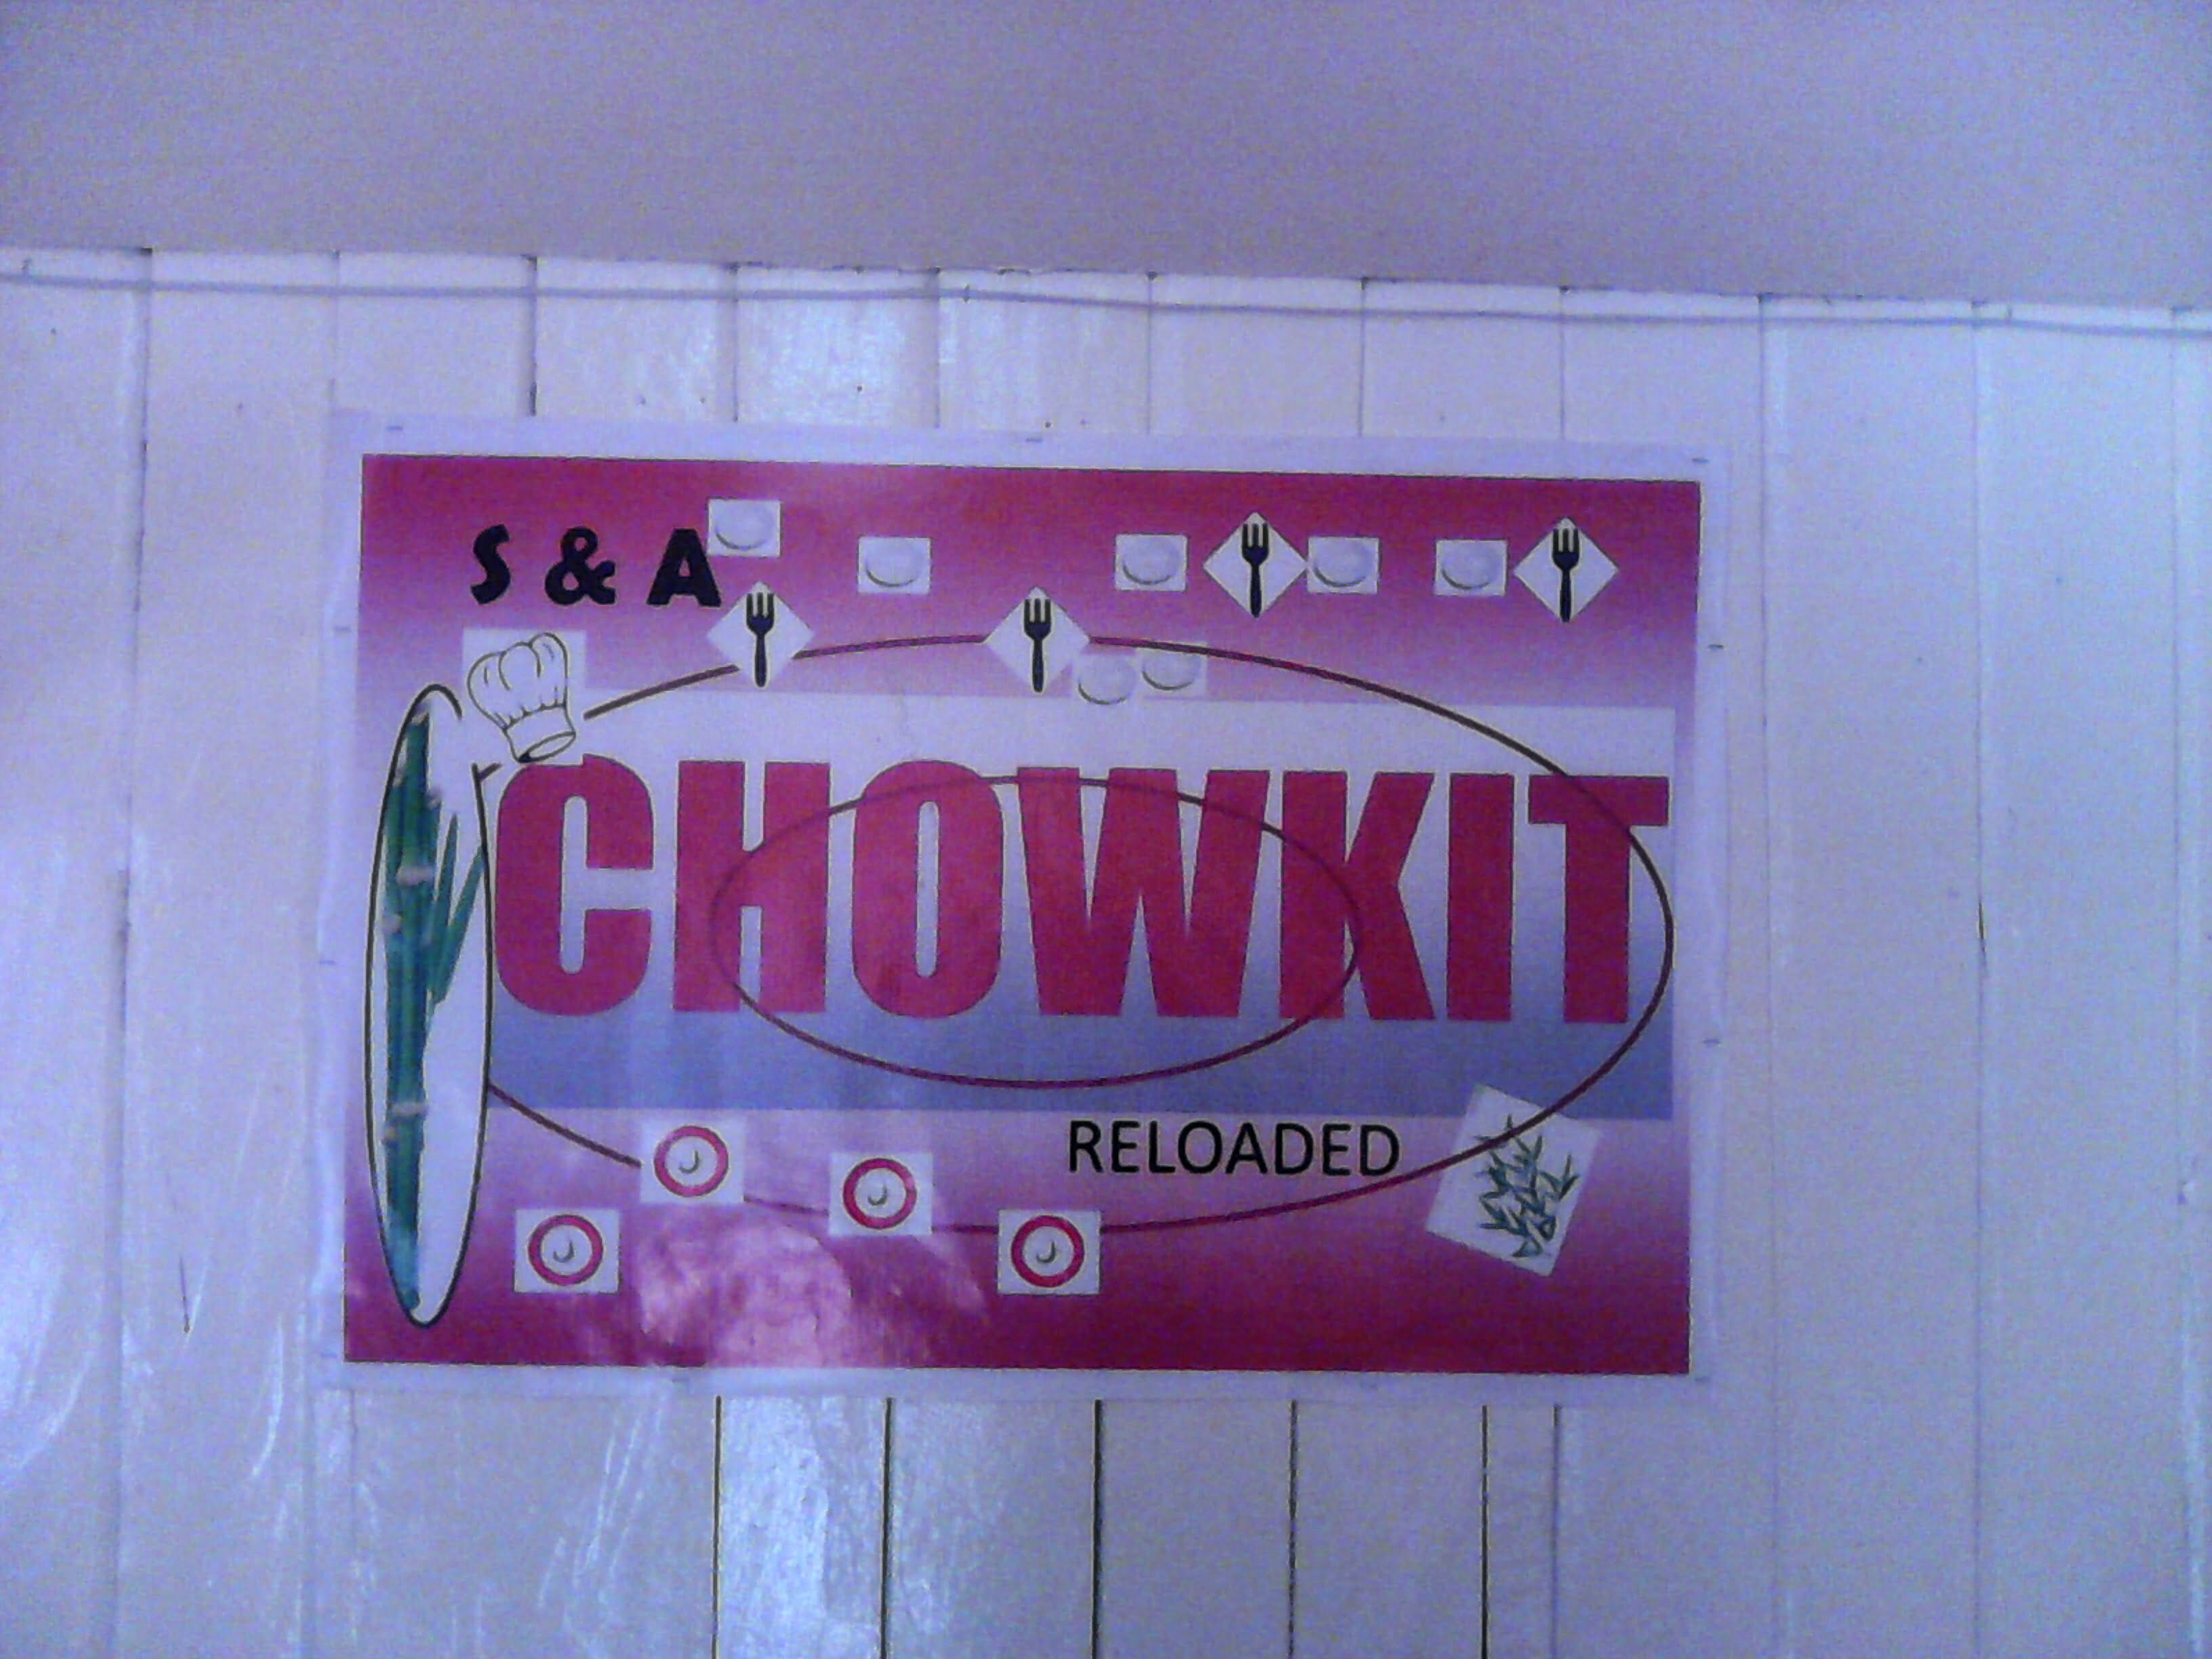 S & A
CHOWKIT
RELOADED